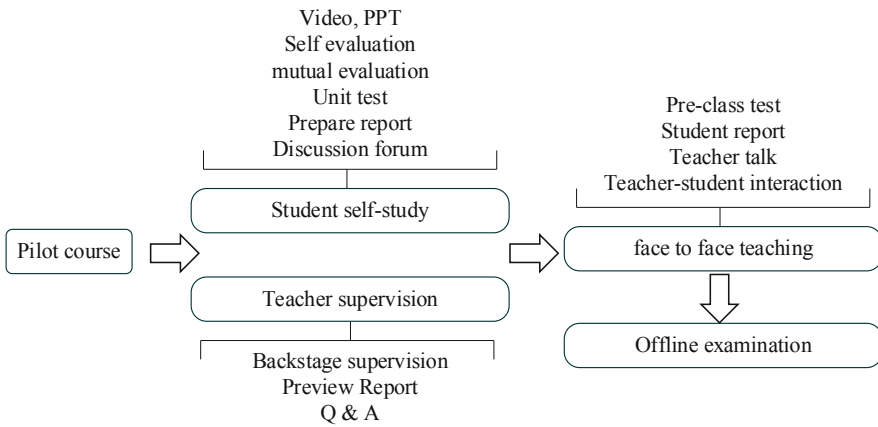 Video, PPT
Self evaluation
mutual evaluation
Unit test
Prepare report
Discussion forum
Student self-study
Pilot course
Teacher supervision
Backstage supervision
Preview Report
Q & A
Pre-class test
Student report
Teacher talk
Teacher-student interaction
face to face teaching
Offline examination